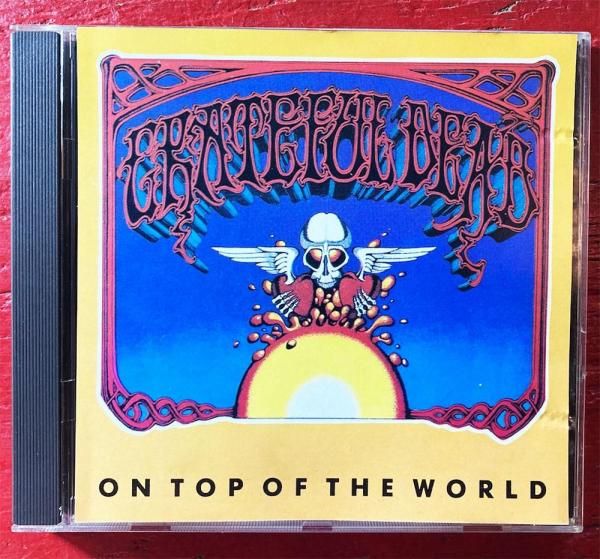 GRATEFUL DEAD
ON TOP OF THE WORLD